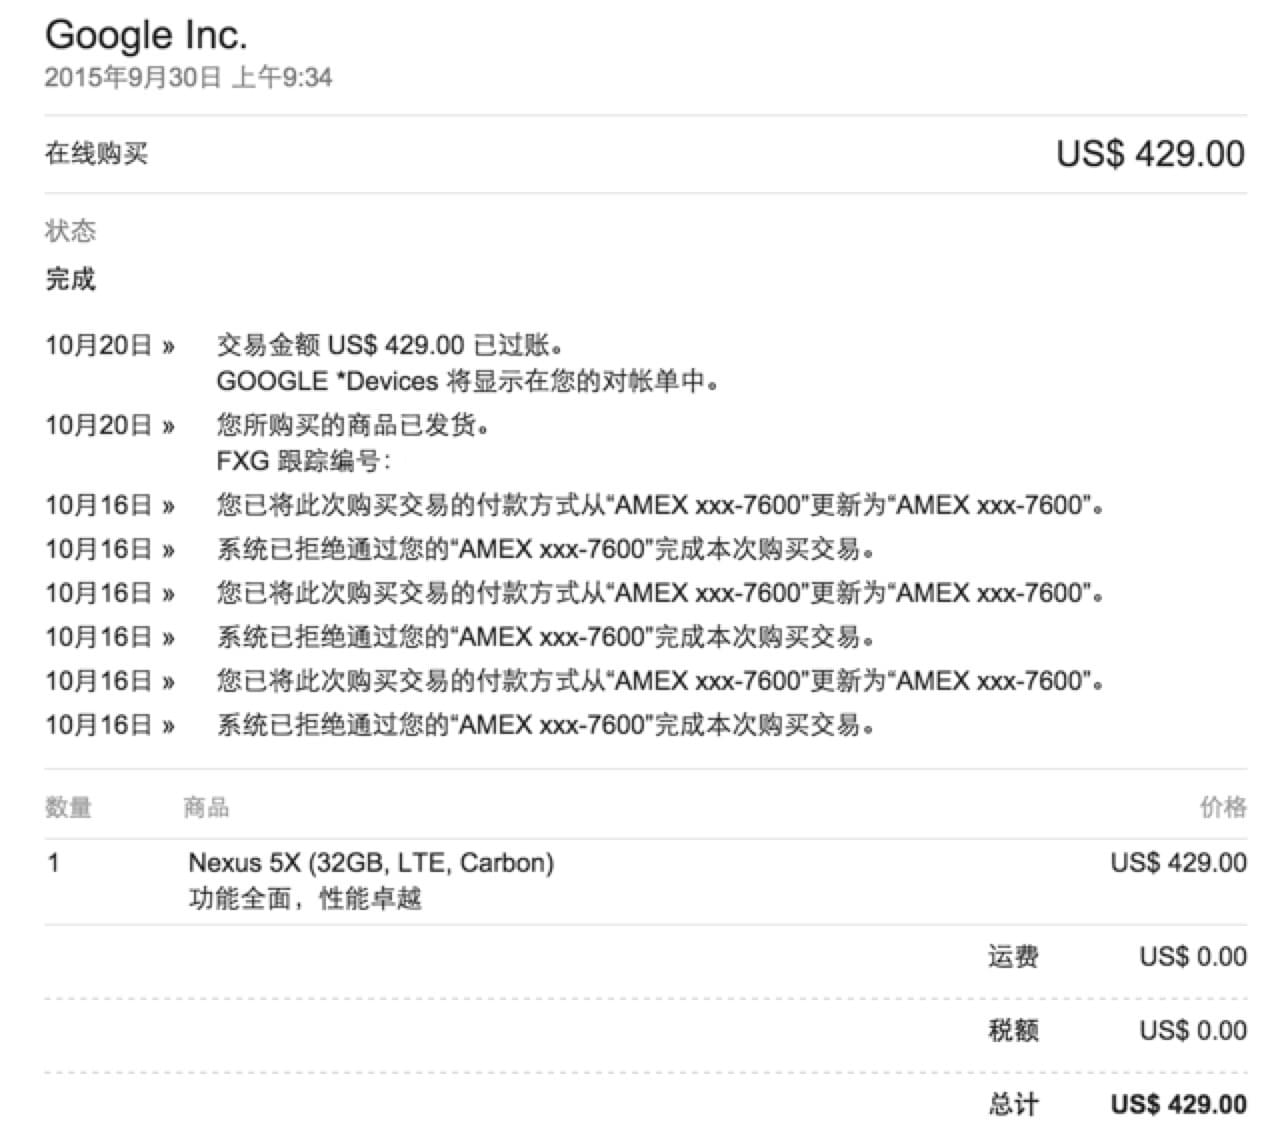 Google Inc.
2015年9月30日 上午9:34
在线购买 US$ 429.00
状态
完成
10月20日 » 交易金额 US$ 429.00 已过账。
GOOGLE *Devices 将显示在您的对帐单中。
10月20日 » 您所购买的商品已发货。
FXG 跟踪编号：
10月16日 » 您已将此次购买交易的付款方式从“AMEX xxx-7600”更新为“AMEX xxx-7600”。
10月16日 » 系统已拒绝通过您的“AMEX xxx-7600”完成本次购买交易。
10月16日 » 您已将此次购买交易的付款方式从“AMEX xxx-7600”更新为“AMEX xxx-7600”。
10月16日 » 系统已拒绝通过您的“AMEX xxx-7600”完成本次购买交易。
10月16日 » 您已将此次购买交易的付款方式从“AMEX xxx-7600”更新为“AMEX xxx-7600”。
10月16日 » 系统已拒绝通过您的“AMEX xxx-7600”完成本次购买交易。
数量 商品 价格
1 Nexus 5X (32GB, LTE, Carbon) US$ 429.00
功能全面，性能卓越
运费 US$ 0.00
税额 US$ 0.00
总计 US$ 429.00